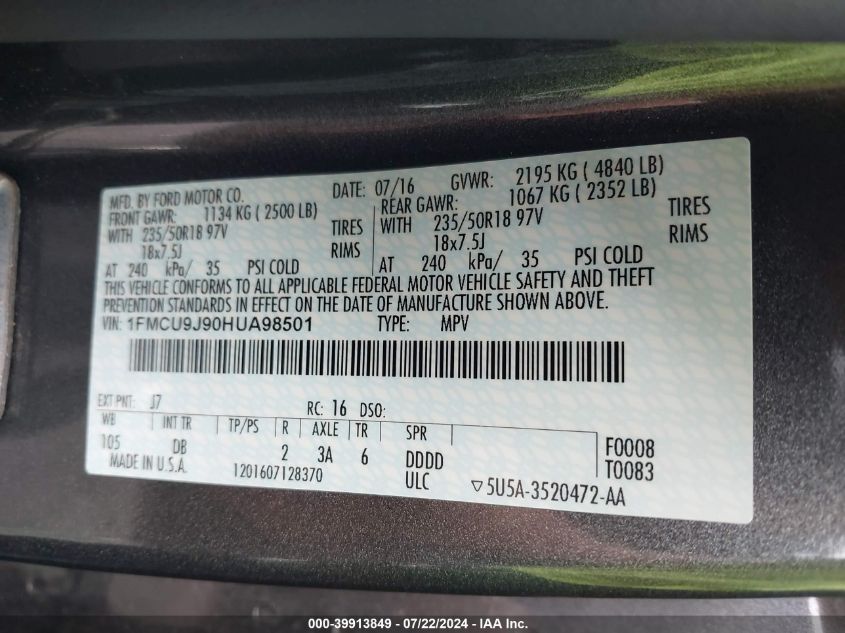 MFD. BY FORD MOTOR CO.
DATE: 07/16 GVWR: 2195 KG ( 4840 LB)
FRONT GAWR: 1134 KG ( 2500 LB)
REAR GAWR: 1067 KG ( 2352 LB)
WITH 235/50R18 97V TIRES
WITH 235/50R18 97V TIRES
18x7.5J RIMS
18x7.5J RIMS
AT 240 kPa/ 35 PSI COLD
AT 240 kPa/ 35 PSI COLD
THIS VEHICLE CONFORMS TO ALL APPLICABLE FEDERAL MOTOR VEHICLE SAFETY AND THEFT
PREVENTION STANDARDS IN EFFECT ON THE DATE OF MANUFACTURE SHOWN ABOVE.
VIN: 1FMCU9J90HUA98501 TYPE: MPV
EXT PNT: J7 RC: 16 DSO:
WB INT TR TP/PS R AXLE TR SPR
105 DB 2 3A 6 DDDD F0008
MADE IN U.S.A. 1201607128370 ULC T0083
▽5U5A-3520472-AA
000-39913849 / 07/22/2024 - IAA Inc.